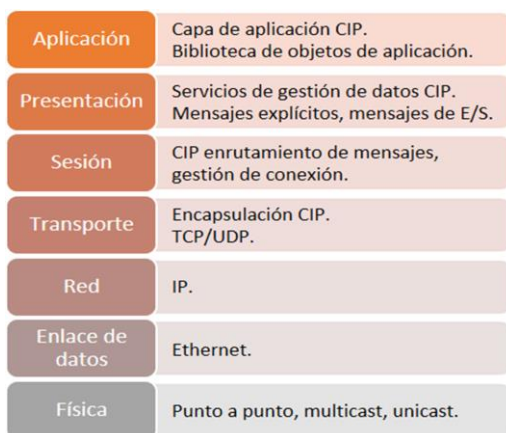 Aplicación
Capa de aplicación CIP.
Biblioteca de objetos de aplicación.
Presentación
Servicios de gestión de datos CIP.
Mensajes explícitos, mensajes de E/S.
Sesión
CIP enrutamiento de mensajes,
gestión de conexión.
Transporte
Encapsulación CIP.
TCP/UDP.
Red
IP.
Enlace de
datos
Ethernet.
Física
Punto a punto, multicast, unicast.